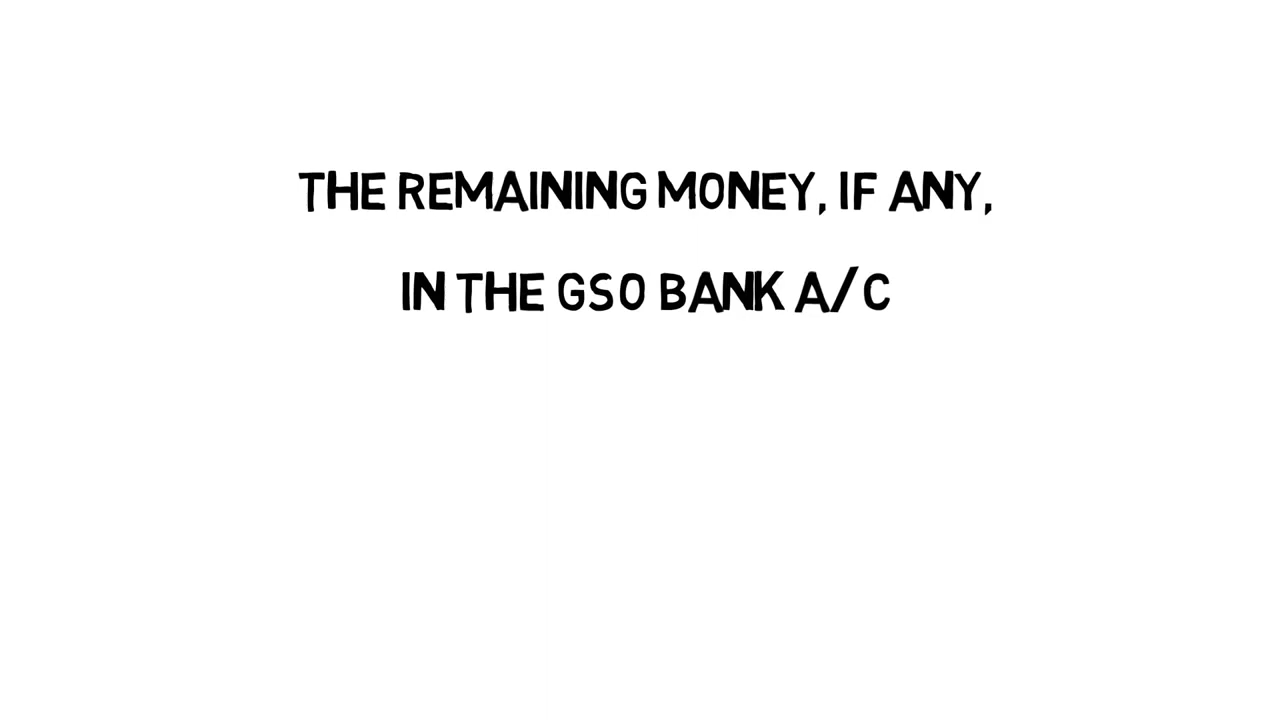 THE REMAINING MONEY, IF ANY,
IN THE GSO BANK A/C